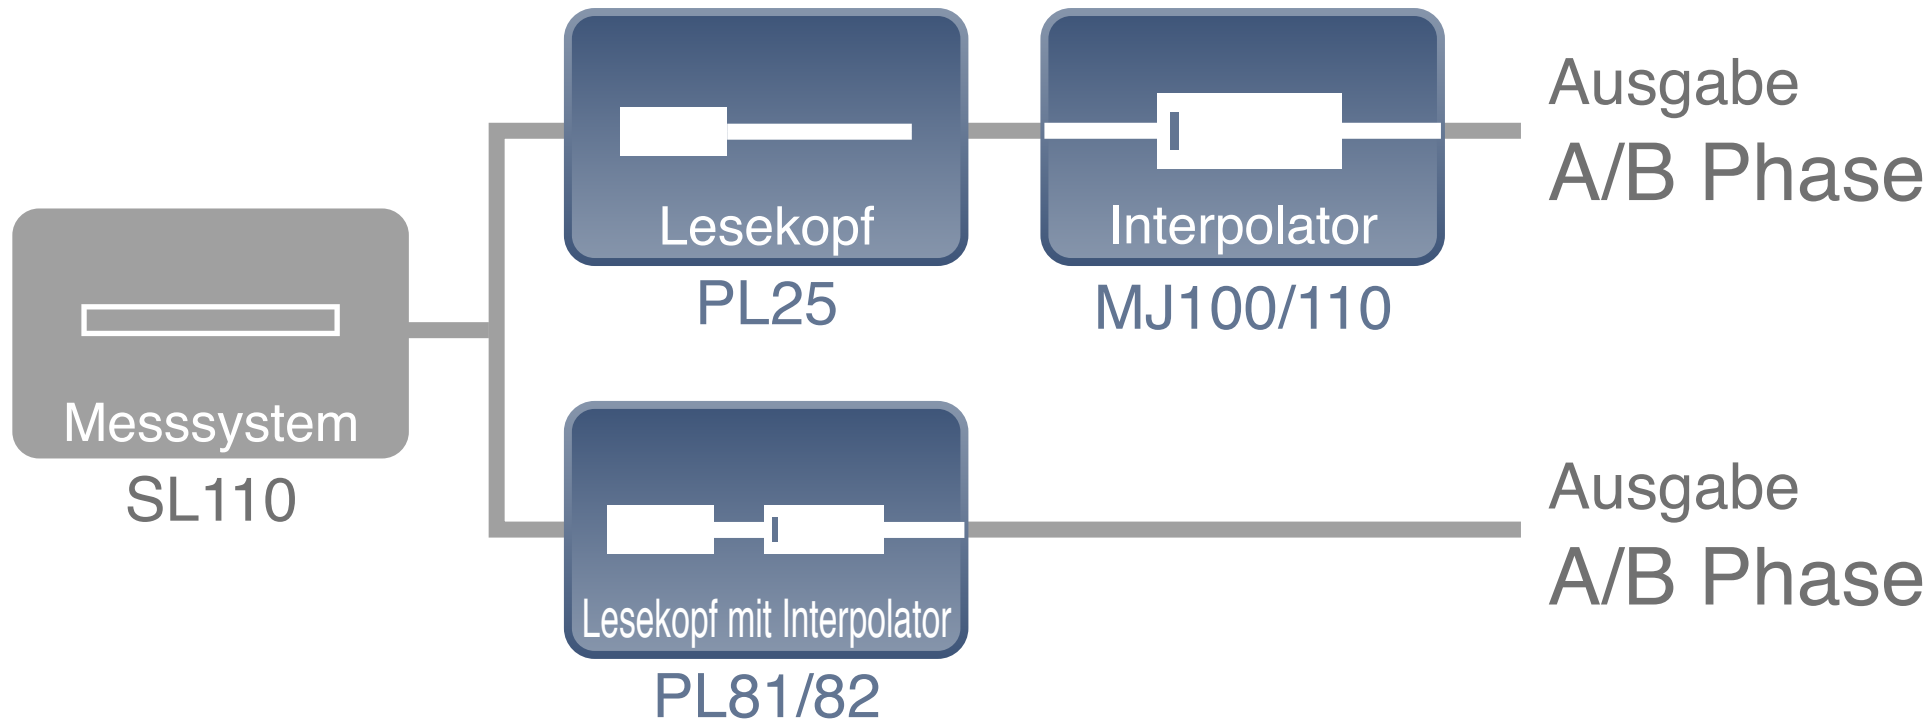 Messsystem
SL110
Lesekopf
PL25
Interpolator
MJ100/110
Ausgabe
A/B Phase
Lesekopf mit Interpolator
PL81/82
Ausgabe
A/B Phase